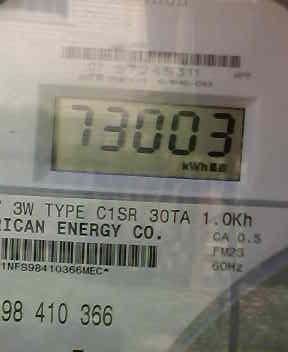 73003
kWh
3W TYPE C1SR 30TA 1.0Kh
RICAN ENERGY CO.
CA 0.5
FM2S
60Hz
1NFS98410366MEC*
98 410 366